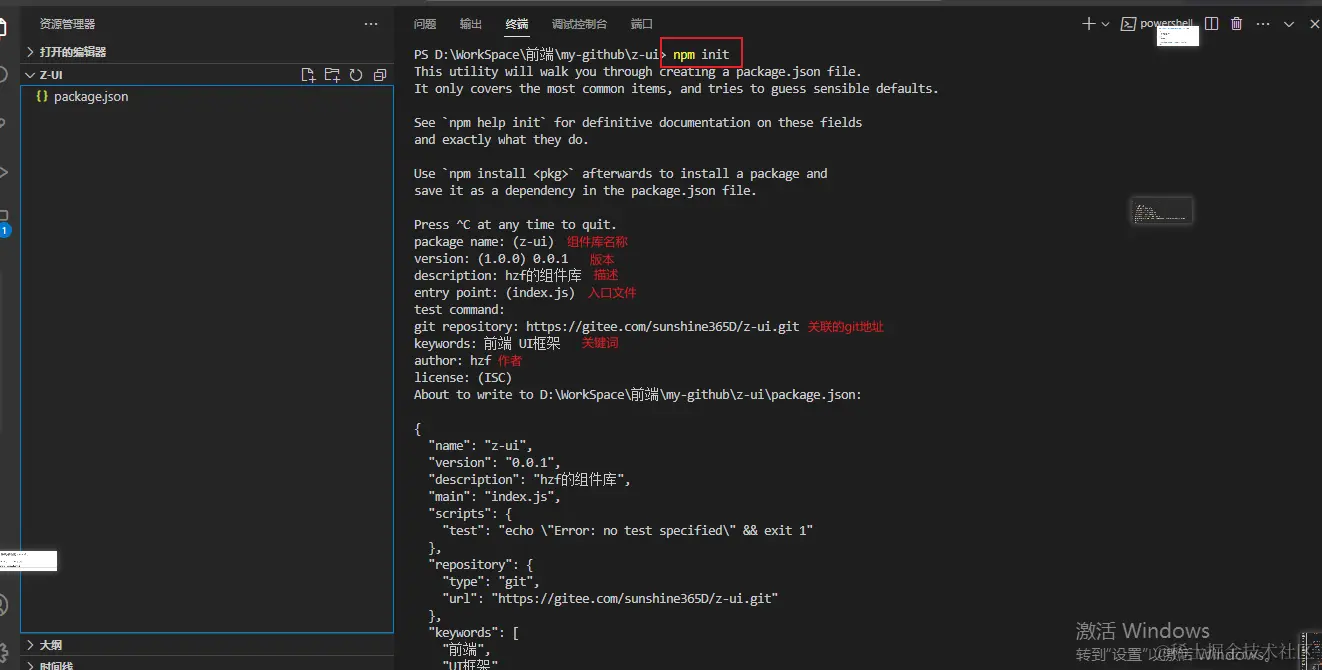 资源管理器
打开的编辑器
Z-UI
{} package.json
大纲
时间线
1
问题 输出 终端 调试控制台 端口
powershell
PS D:\WorkSpace\前端\my-github\z-ui> npm init
This utility will walk you through creating a package.json file.
It only covers the most common items, and tries to guess sensible defaults.
See `npm help init` for definitive documentation on these fields
and exactly what they do.
Use `npm install <pkg>` afterwards to install a package and
save it as a dependency in the package.json file.
Press ^C at any time to quit.
package name: (z-ui) 组件库名称
version: (1.0.0) 0.0.1 版本
description: hzf的组件库 描述
entry point: (index.js) 入口文件
test command:
git repository: https://gitee.com/sunshine365D/z-ui.git 关联的git地址
keywords: 前端 UI框架 关键词
author: hzf 作者
license: (ISC)
About to write to D:\WorkSpace\前端\my-github\z-ui\package.json:
{
"name": "z-ui",
"version": "0.0.1",
"description": "hzf的组件库",
"main": "index.js",
"scripts": {
"test": "echo \"Error: no test specified\" && exit 1"
},
"repository": {
"type": "git",
"url": "https://gitee.com/sunshine365D/z-ui.git"
},
"keywords": [
"前端",
"UI框架"
激活 Windows
转到"设置"以激活 Windows。
@稀土掘金技术社区